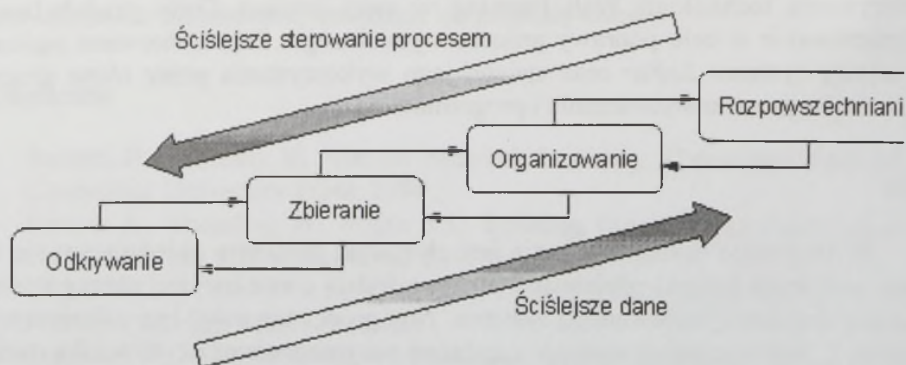 Ściślejsze sterowanie procesem
Rozpowszechniani
Organizowanie
Zbieranie
Odkrywanie
Ściślejsze dane